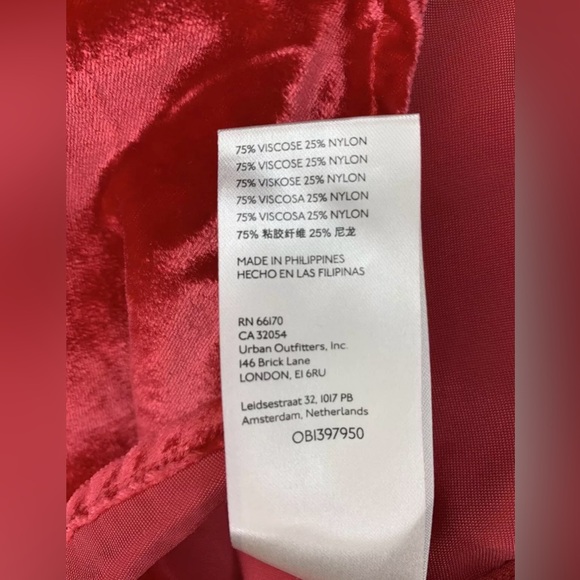 75% VISCOSE 25% NYLON
75% VISCOSE 25% NYLON
75% VISKOSE 25% NYLON
75% VISCOSA 25% NYLON
75% VISCOSA 25% NYLON
75% 粘胶纤维 25% 尼龙
MADE IN PHILIPPINES
HECHO EN LAS FILIPINAS
RN 66170
CA 32054
Urban Outfitters, Inc.
146 Brick Lane
LONDON, E1 6RU
Leidsestraat 32, 1017 PB
Amsterdam, Netherlands
OB1397950